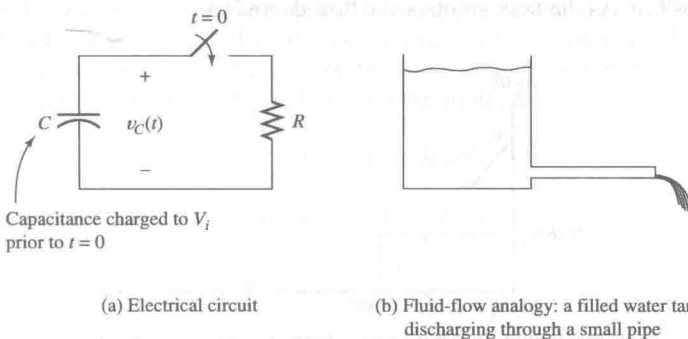 t = 0
+
C
v_C(t)
R
−
Capacitance charged to V_i
prior to t = 0
(a) Electrical circuit
(b) Fluid-flow analogy: a filled water tan
discharging through a small pipe